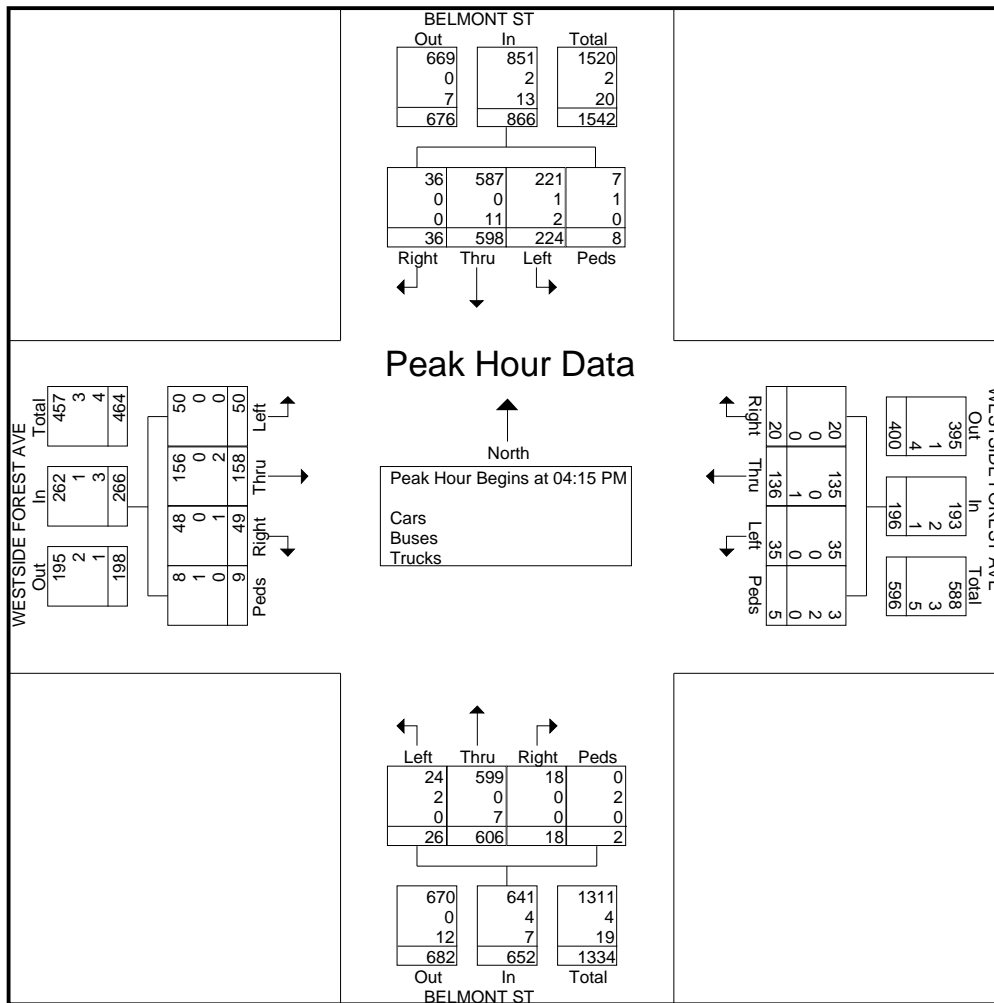 BELMONT ST
Out In Total
669 851 1520
0 2 2
7 13 20
676 866 1542
36 587 221 7
0 0 1 1
0 11 2 0
36 598 224 8
Right Thru Left Peds
Peak Hour Data
North
Peak Hour Begins at 04:15 PM
Cars
Buses
Trucks
WESTSIDE FOREST AVE
Out In Total
195 262 457
2 1 3
1 3 4
198 266 464
8 48 156 50
1 0 0 0
0 1 2 0
9 49 158 50
Peds Right Thru Left
WESTSIDE FOREST AVE
Out In Total
395 193 588
1 2 3
4 1 5
400 196 596
20 135 35 3
0 0 0 2
0 1 0 0
20 136 35 5
Right Thru Left Peds
Left Thru Right Peds
24 599 18 0
2 0 0 2
0 7 0 0
26 606 18 2
670 641 1311
0 4 4
12 7 19
682 652 1334
Out In Total
BELMONT ST